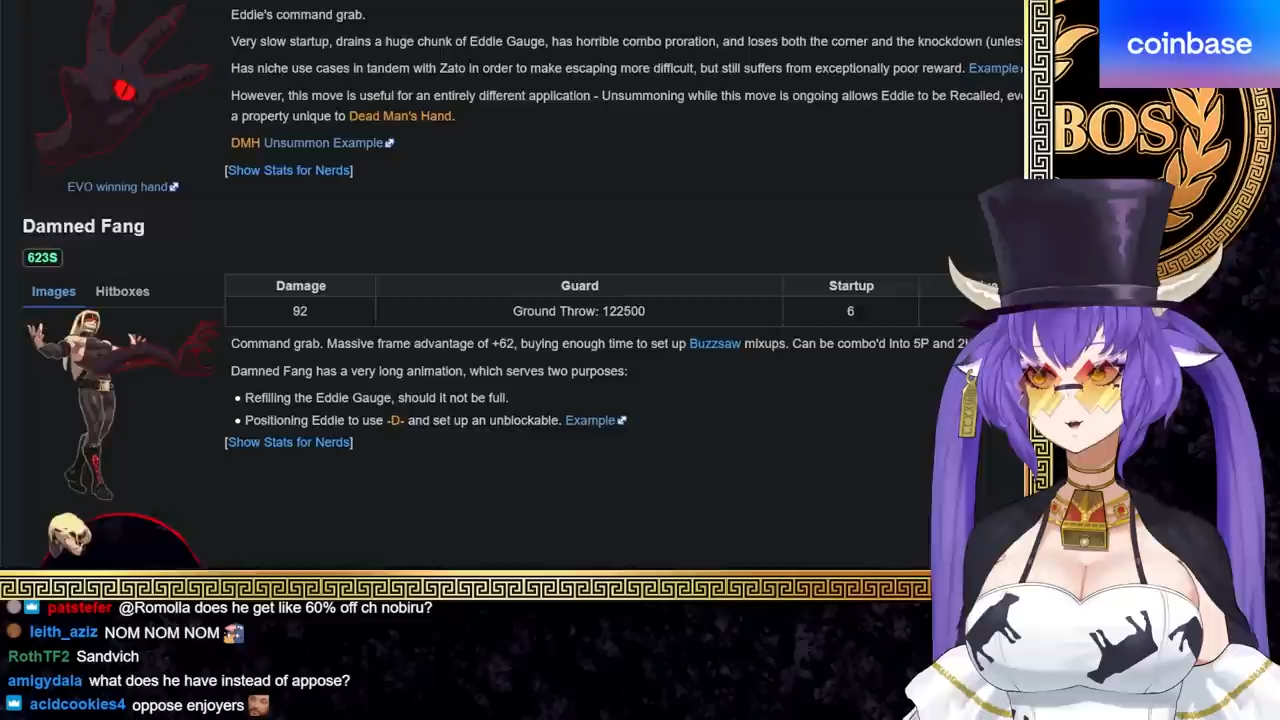 Eddie's command grab.
Very slow startup, drains a huge chunk of Eddie Gauge, has horrible combo proration, and loses both the corner and the knockdown (unles
Has niche use cases in tandem with Zato in order to make escaping more difficult, but still suffers from exceptionally poor reward. Example
However, this move is useful for an entirely different application - Unsummoning while this move is ongoing allows Eddie to be Recalled, ev
a property unique to Dead Man's Hand.
DMH Unsummon Example
[Show Stats for Nerds]
EVO winning hand
coinbase
BOS
Damned Fang
623S
Images Hitboxes
Damage Guard Startup
92 Ground Throw: 122500 6
Command grab. Massive frame advantage of +62, buying enough time to set up Buzzsaw mixups. Can be combo'd Into 5P and 2
Damned Fang has a very long animation, which serves two purposes:
• Refilling the Eddie Gauge, should it not be full.
• Positioning Eddie to use -D- and set up an unblockable. Example
[Show Stats for Nerds]
patstefer @Romolla does he get like 60% off ch nobiru?
leith_aziz NOM NOM NOM
RothTF2 Sandvich
amigydala what does he have instead of appose?
acidcookies4 oppose enjoyers